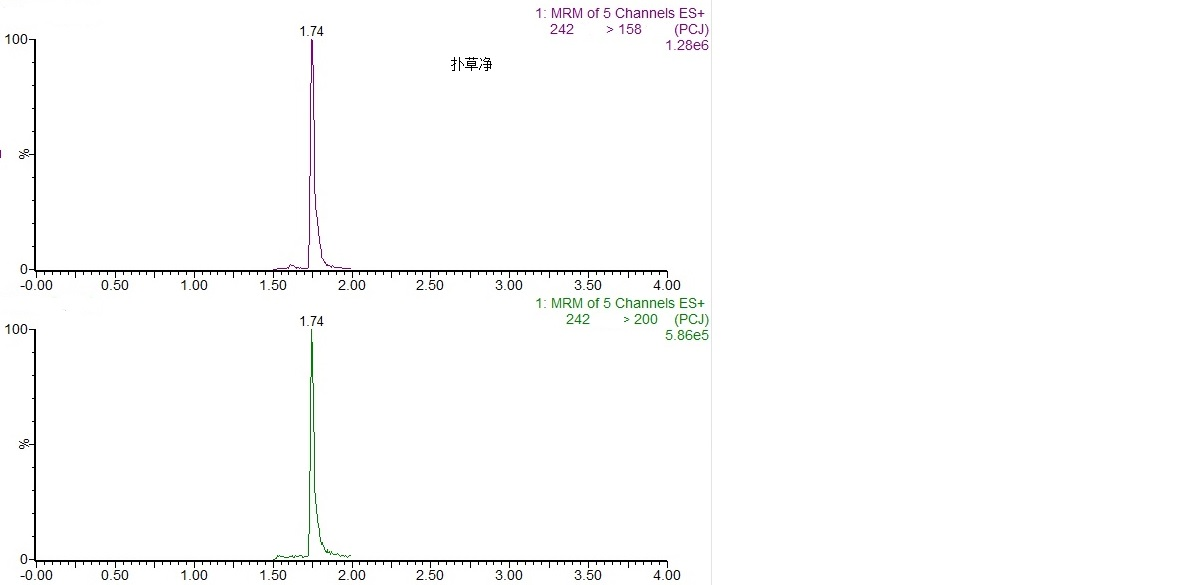 1: MRM of 5 Channels ES+
242 > 158 (PCJ)
1.28e6
1.74
扑草净
100
%
0
-0.00 0.50 1.00 1.50 2.00 2.50 3.00 3.50 4.00
1: MRM of 5 Channels ES+
242 > 200 (PCJ)
5.86e5
1.74
100
%
0
-0.00 0.50 1.00 1.50 2.00 2.50 3.00 3.50 4.00